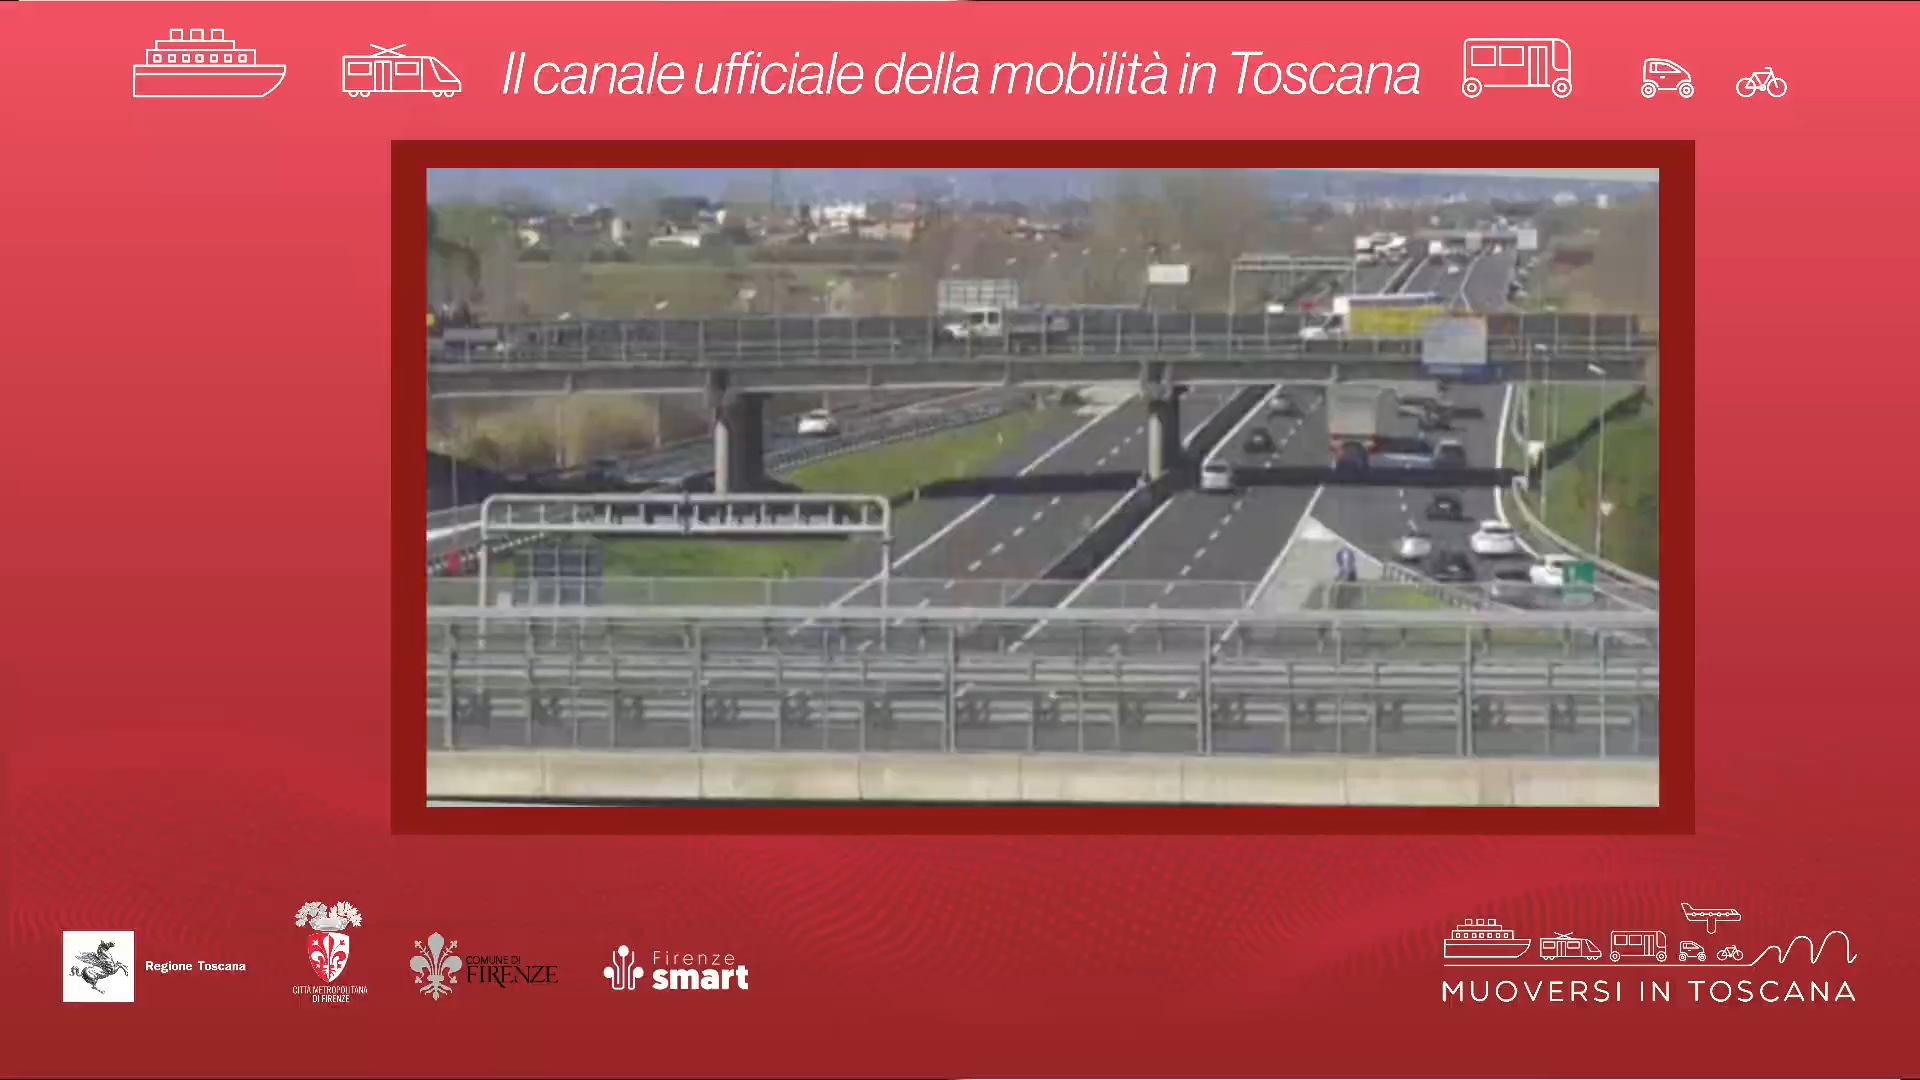 Il canale ufficiale della mobilità in Toscana
Regione Toscana
CITTÀ METROPOLITANA
DI FIRENZE
COMUNE DI
FIRENZE
Firenze
smart
MUOVERSI IN TOSCANA